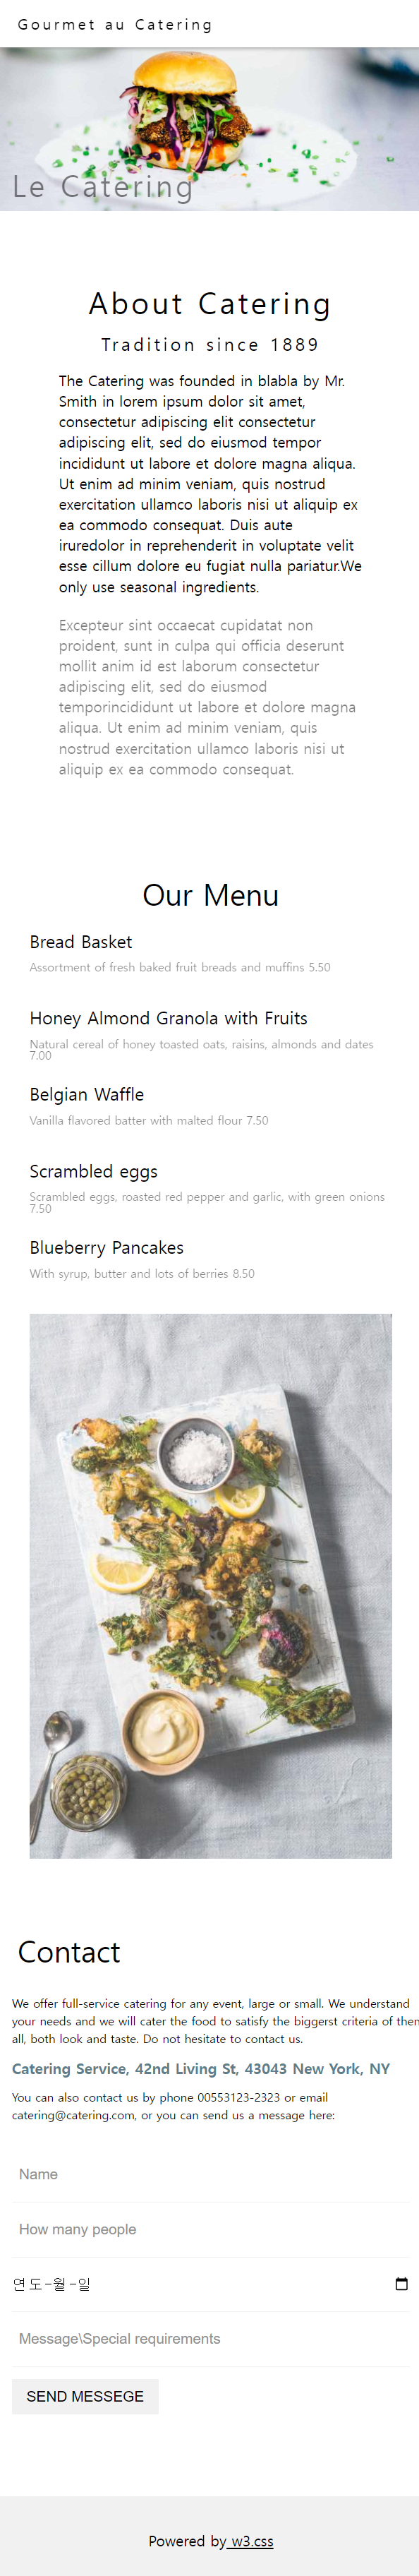 Gourmet au Catering
Le Catering
About Catering
Tradition since 1889
The Catering was founded in blabla by Mr.
Smith in lorem ipsum dolor sit amet,
consectetur adipiscing elit consectetur
adipiscing elit, sed do eiusmod tempor
incididunt ut labore et dolore magna aliqua.
Ut enim ad minim veniam, quis nostrud
exercitation ullamco laboris nisi ut aliquip ex
ea commodo consequat. Duis aute
iruredolor in reprehenderit in voluptate velit
esse cillum dolore eu fugiat nulla pariatur.We
only use seasonal ingredients.
Excepteur sint occaecat cupidatat non
proident, sunt in culpa qui officia deserunt
mollit anim id est laborum consectetur
adipiscing elit, sed do eiusmod
temporincididunt ut labore et dolore magna
aliqua. Ut enim ad minim veniam, quis
nostrud exercitation ullamco laboris nisi ut
aliquip ex ea commodo consequat.
Our Menu
Bread Basket
Assortment of fresh baked fruit breads and muffins 5.50
Honey Almond Granola with Fruits
Natural cereal of honey toasted oats, raisins, almonds and dates
7.00
Belgian Waffle
Vanilla flavored batter with malted flour 7.50
Scrambled eggs
Scrambled eggs, roasted red pepper and garlic, with green onions
7.50
Blueberry Pancakes
With syrup, butter and lots of berries 8.50
Contact
We offer full-service catering for any event, large or small. We understand
your needs and we will cater the food to satisfy the biggerst criteria of them
all, both look and taste. Do not hesitate to contact us.
Catering Service, 42nd Living St, 43043 New York, NY
You can also contact us by phone 00553123-2323 or email
catering@catering.com, or you can send us a message here:
Name
How many people
연도-월-일
Message\Special requirements
SEND MESSEGE
Powered by w3.css